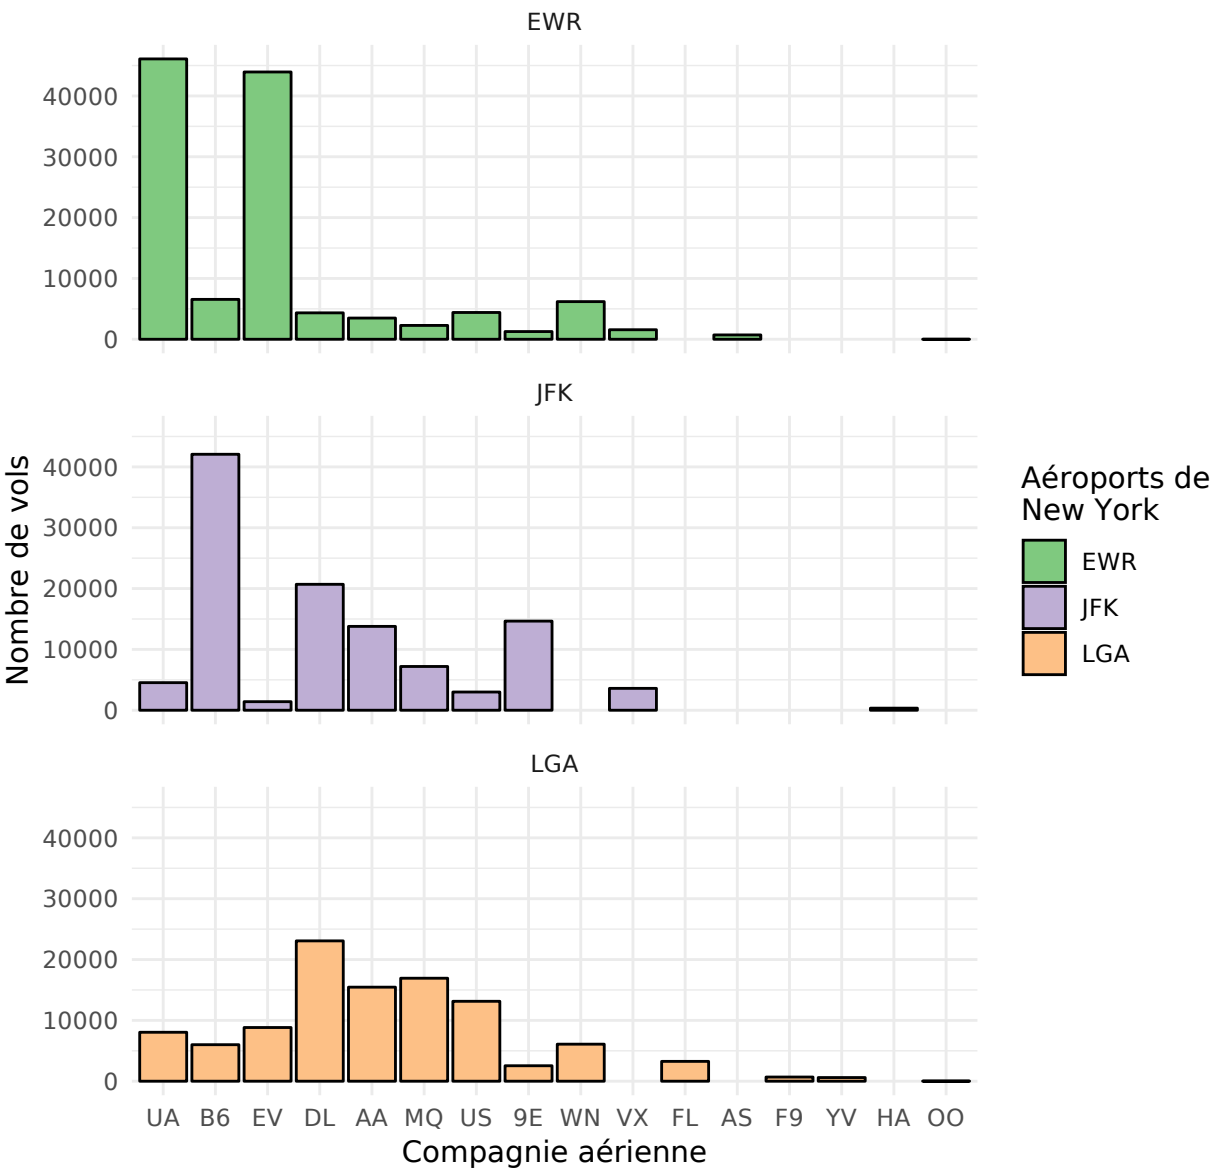 EWR
40000
30000
20000
10000
0
JFK
40000
30000
20000
10000
0
LGA
40000
30000
20000
10000
0
UA B6 EV DL AA MQ US 9E WN VX FL AS F9 YV HA OO
Compagnie aérienne
Nombre de vols
Aéroports de
New York
EWR
JFK
LGA